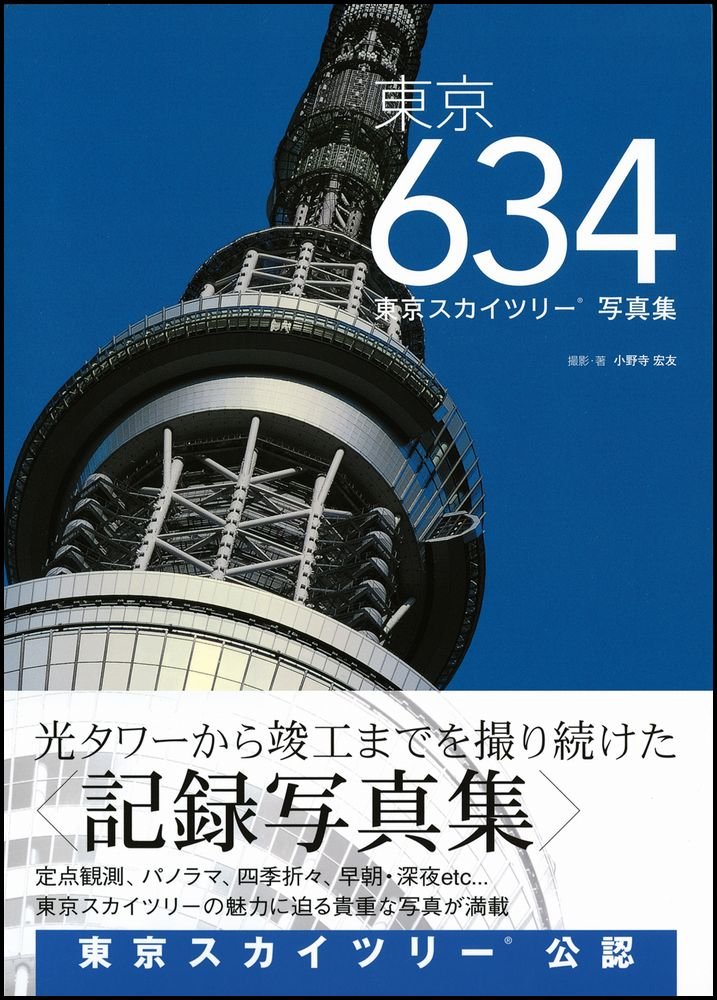 東京
634
東京スカイツリー® 写真集
撮影・著 小野寺 宏友
光タワーから竣工までを撮り続けた
〈記録写真集〉
定点観測、パノラマ、四季折々、早朝・深夜etc...
東京スカイツリーの魅力に迫る貴重な写真が満載
東京スカイツリー® 公認